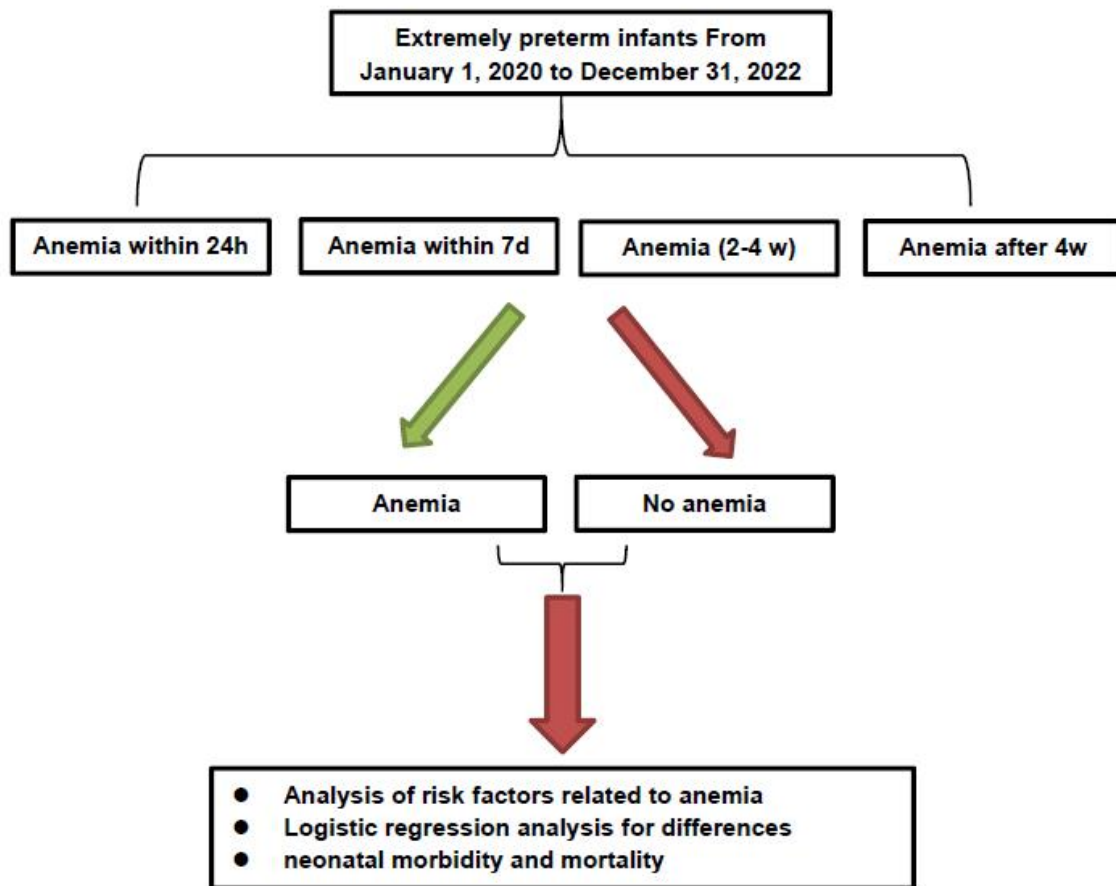 Extremely preterm infants From
January 1, 2020 to December 31, 2022
Anemia within 24h
Anemia within 7d
Anemia (2-4 w)
Anemia after 4w
Anemia
No anemia
● Analysis of risk factors related to anemia
● Logistic regression analysis for differences
● neonatal morbidity and mortality